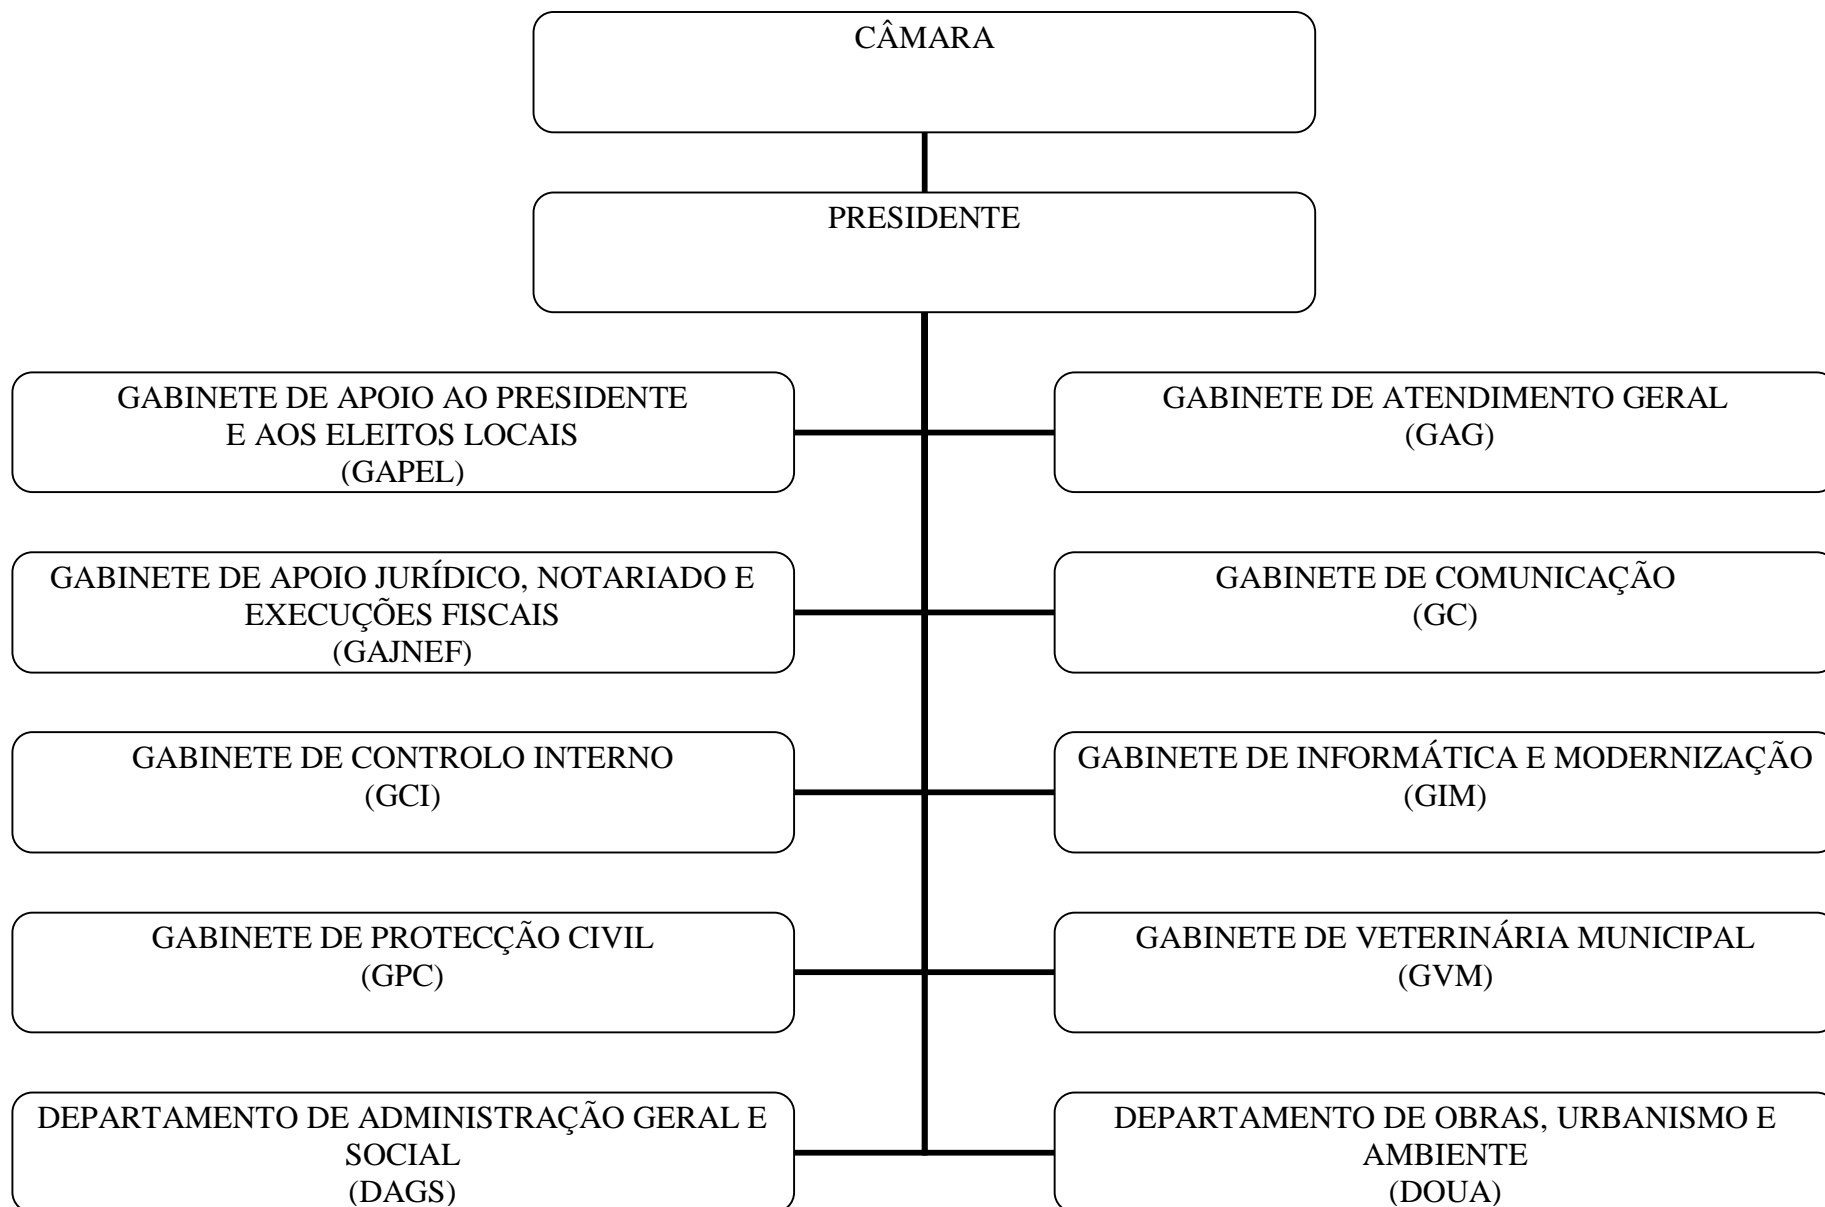 CÂMARA
PRESIDENTE
GABINETE DE APOIO AO PRESIDENTE
E AOS ELEITOS LOCAIS
(GAPEL)
GABINETE DE ATENDIMENTO GERAL
(GAG)
GABINETE DE APOIO JURÍDICO, NOTARIADO E
EXECUÇÕES FISCAIS
(GAJNEF)
GABINETE DE COMUNICAÇÃO
(GC)
GABINETE DE CONTROLO INTERNO
(GCI)
GABINETE DE INFORMÁTICA E MODERNIZAÇÃO
(GIM)
GABINETE DE PROTECÇÃO CIVIL
(GPC)
GABINETE DE VETERINÁRIA MUNICIPAL
(GVM)
DEPARTAMENTO DE ADMINISTRAÇÃO GERAL E
SOCIAL
(DAGS)
DEPARTAMENTO DE OBRAS, URBANISMO E
AMBIENTE
(DOUA)